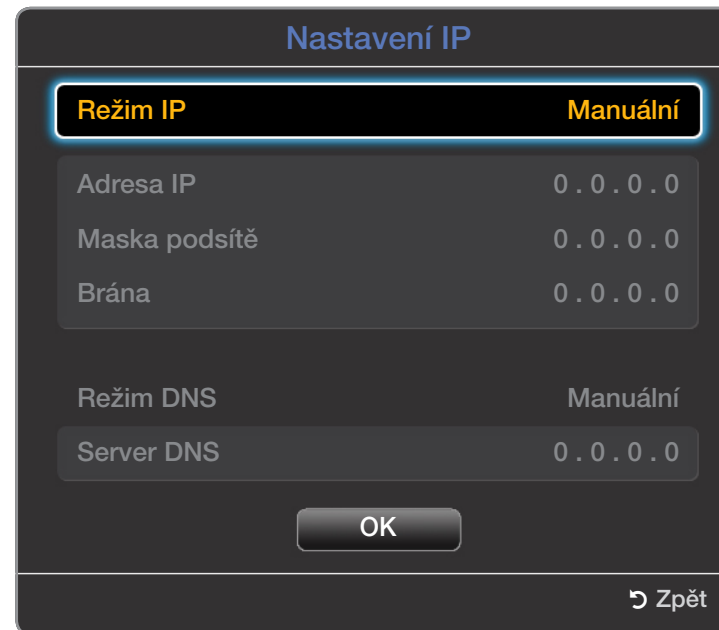 Nastavení IP
Režim IP Manuální
Adresa IP 0.0.0.0
Maska podsítě 0.0.0.0
Brána 0.0.0.0
Režim DNS Manuální
Server DNS 0.0.0.0
OK
Zpět